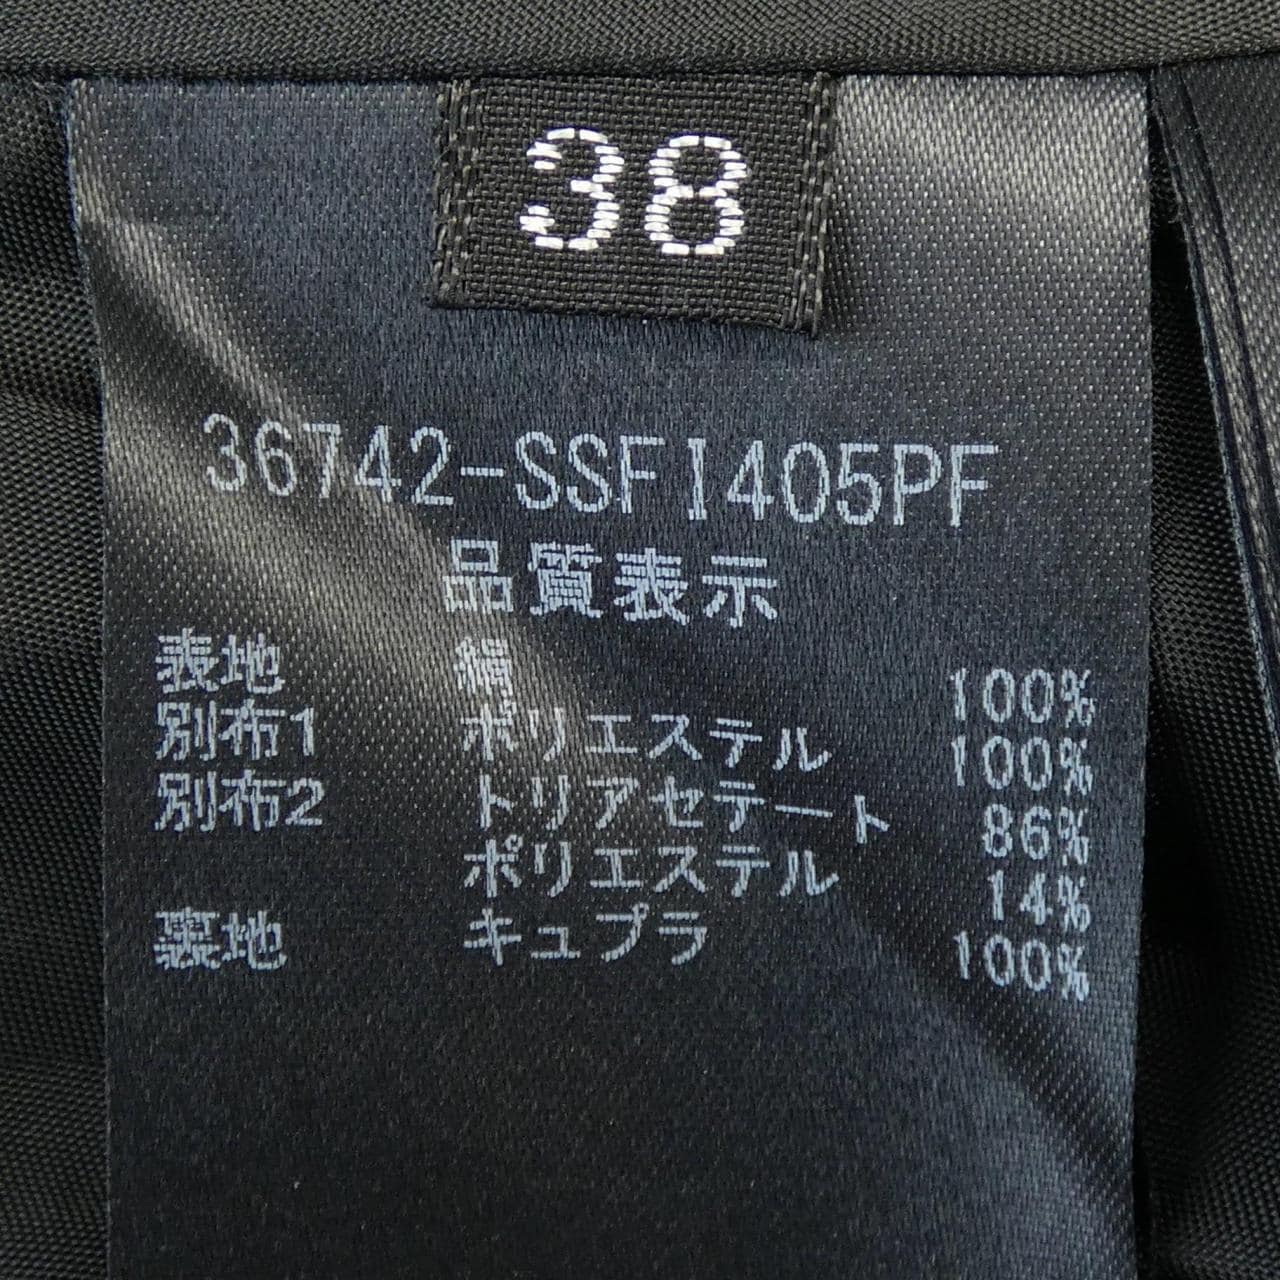 38
36742-SSFI405PF
品質表示
表地 絹 100%
別布1 ポリエステル 100%
別布2 トリアセテート 86%
ポリエステル 14%
裏地 キュプラ 100%